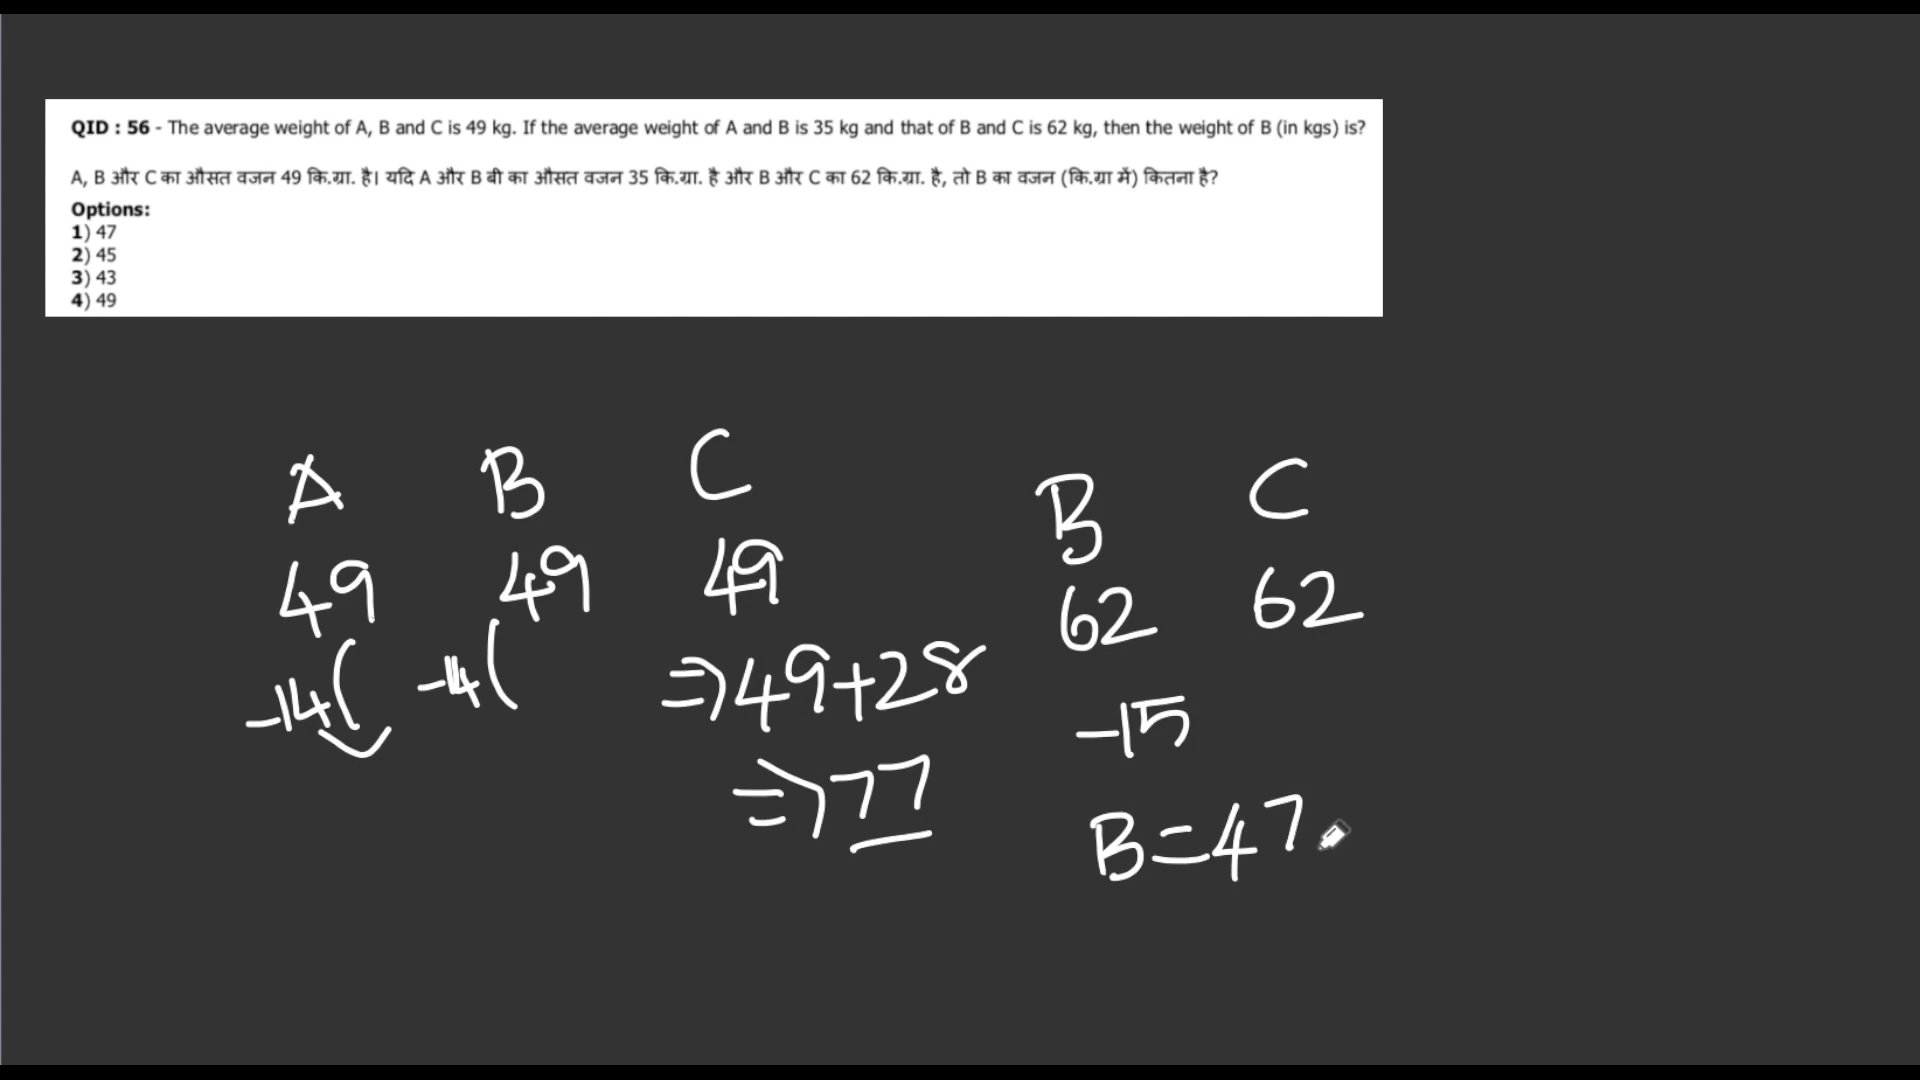 QID : 56 - The average weight of A, B and C is 49 kg. If the average weight of A and B is 35 kg and that of B and C is 62 kg, then the weight of B (in kgs) is?
A, B और C का औसत वजन 49 कि.ग्रा. है। यदि A और B बी का औसत वजन 35 कि.ग्रा. है और B और C का 62 कि.ग्रा. है, तो B का वजन (कि.ग्रा में) कितना है?
Options:
1) 47
2) 45
3) 43
4) 49
A B C
49 49 49
-14( -14( ⇒49+28
⇒77
B C
62 62
-15
B=47